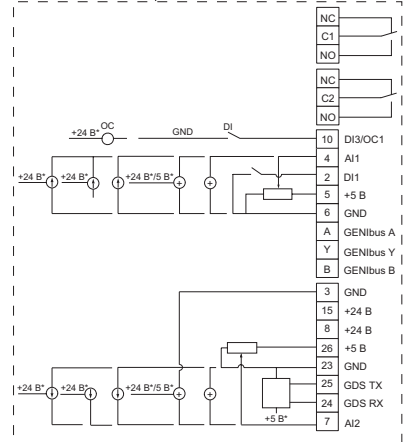 NC
C1
NO
NC
C2
NO
+24 В* OC GND DI 10 DI3/OC1
4 AI1
2 DI1
+24 В* +24 В* +24 В* +24 В*/5 В* 5 +5 В
6 GND
A GENIbus A
Y GENIbus Y
B GENIbus B
3 GND
15 +24 В
8 +24 В
26 +5 В
23 GND
25 GDS TX
+24 В* +24 В* +24 В* +24 В*/5 В* 24 GDS RX
+5 В* 7 AI2